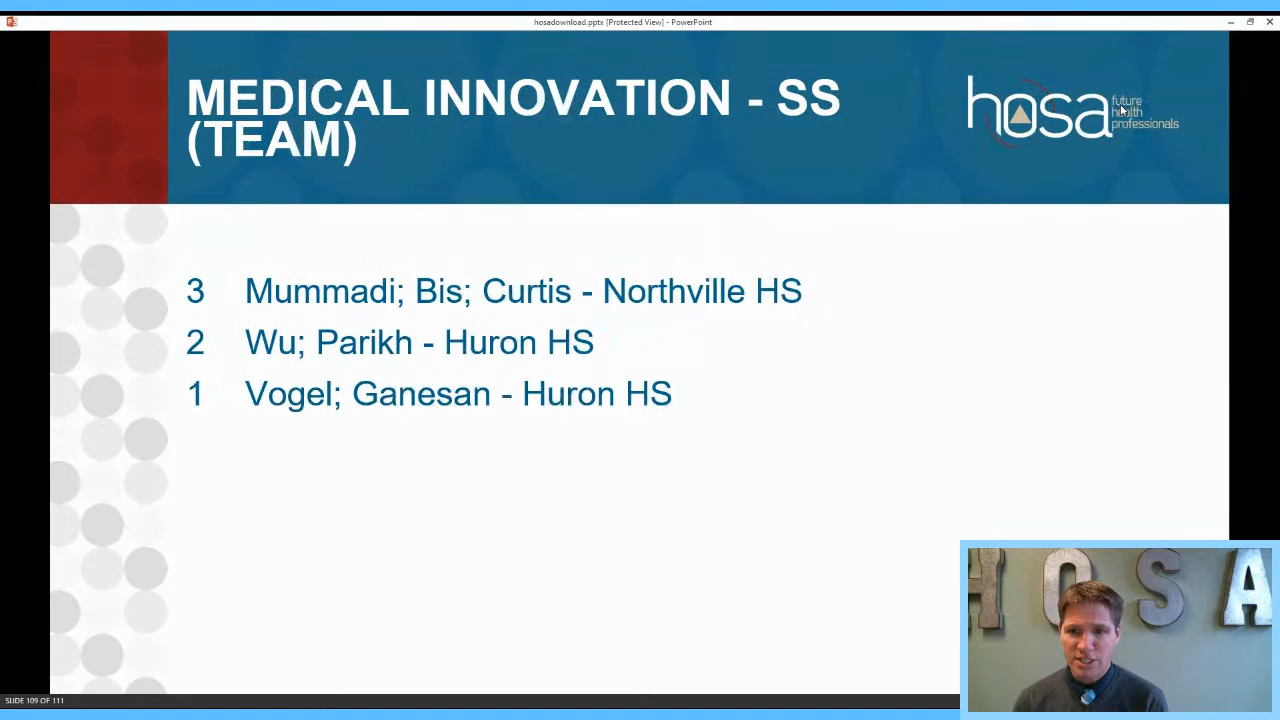 hosadownload.pptx [Protected View] - PowerPoint
MEDICAL INNOVATION - SS
(TEAM)
hosa
future
health
professionals
3 Mummadi; Bis; Curtis - Northville HS
2 Wu; Parikh - Huron HS
1 Vogel; Ganesan - Huron HS
HOSA
SLIDE 109 OF 111